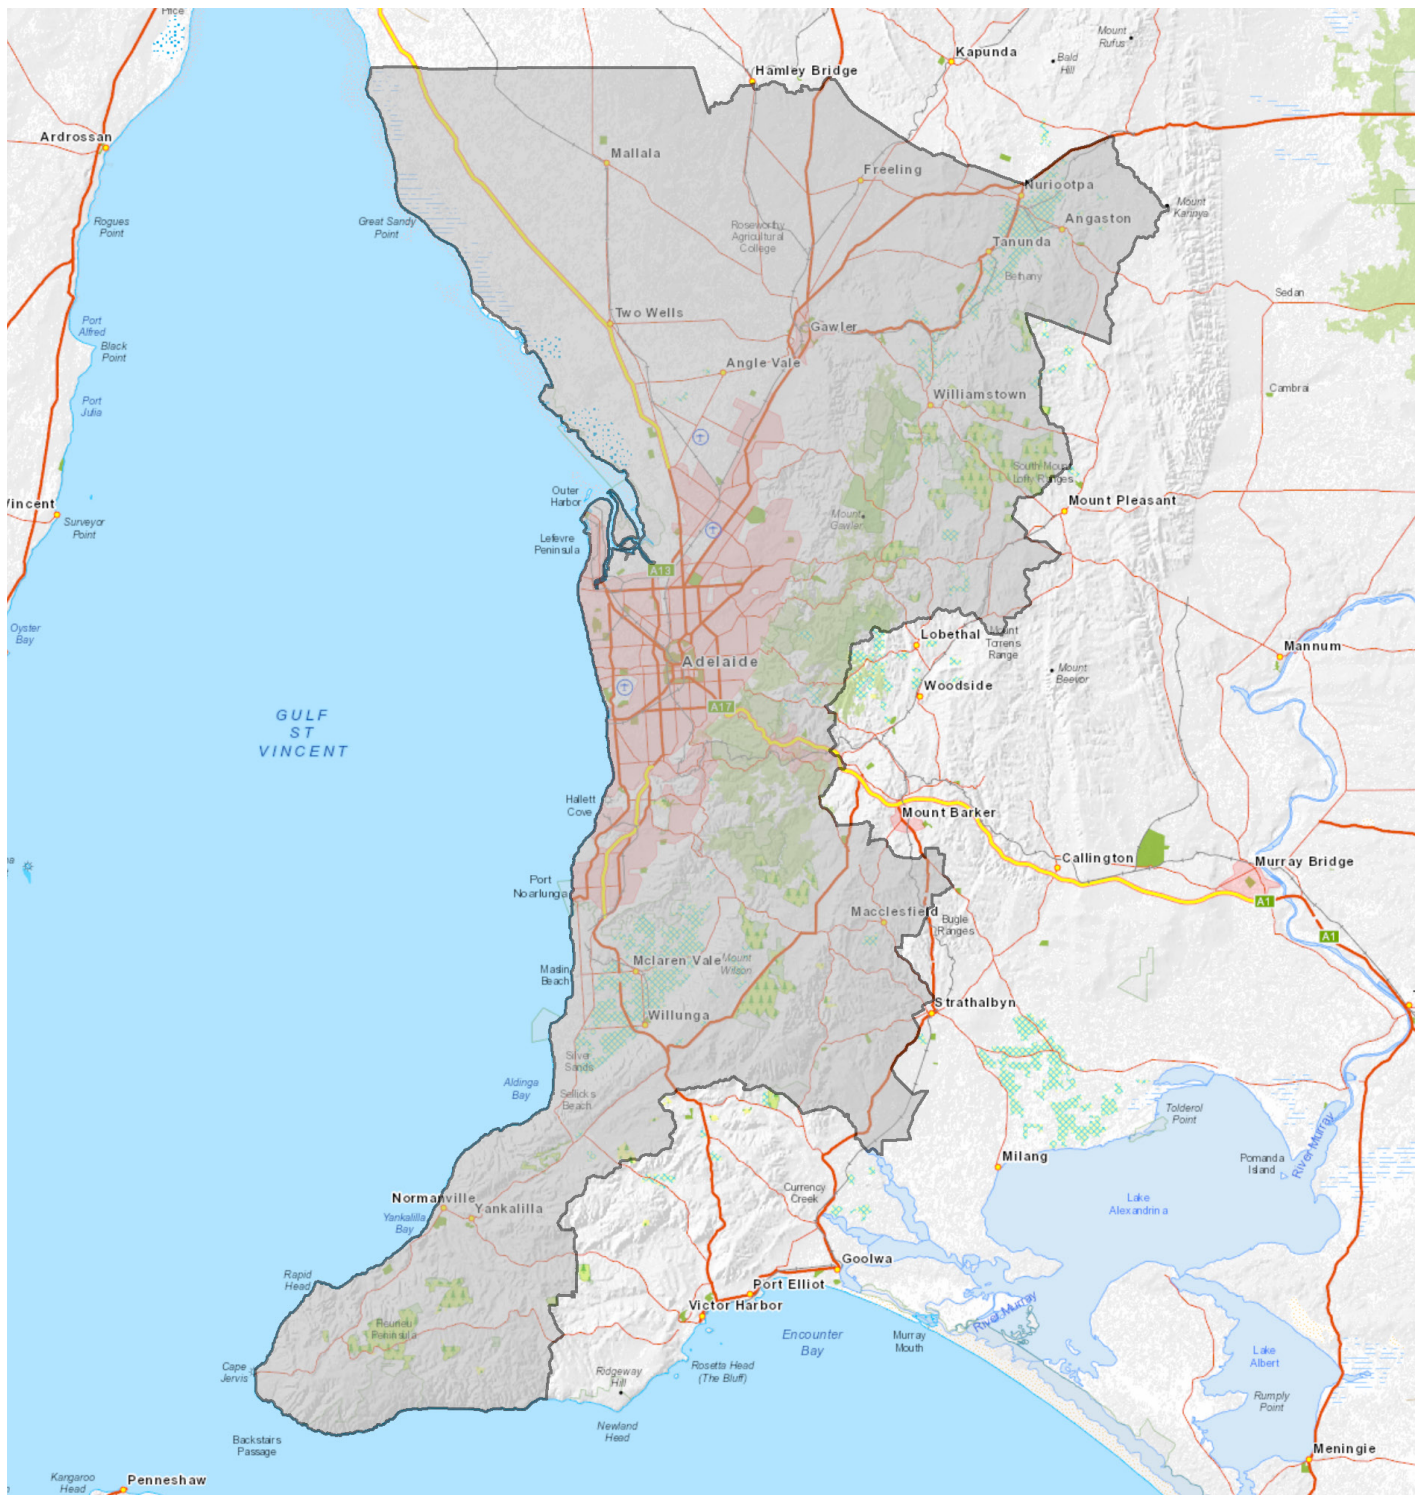 Price
Hamley Bridge
Kapunda
Mount
Rufus
Bald
Hill
Ardrossan
Mallala
Freeling
Nuriootpa
Mount
Karinya
Rogues
Point
Great Sandy
Point
Roseworthy
Agricultural
College
Angaston
Tanunda
Bethany
Sedan
Port
Alfred
Black
Point
Two Wells
Gawler
Angle Vale
Port
Julia
Williamstown
Cambrai
Vincent
Surveyor
Point
Outer
Harbor
Lefevre
Peninsula
South Mount
Lofty Ranges
Mount Pleasant
Mount
Gawler
A13
Oyster
Bay
Lobethal
Mount
Torrens
Range
Mannum
Adelaide
Woodside
Mount
Beevor
A17
GULF
ST
VINCENT
Hallett
Cove
Mount Barker
Callington
Murray Bridge
A1
A1
Port
Noarlunga
Macclesfield
Bugle
Ranges
Maslin
Beach
Mclaren Vale
Mount
Wilson
Willunga
Strathalbyn
Silver
Sands
Aldinga
Bay
Sellicks
Beach
Tolderol
Point
River Murray
Milang
Pomanda
Island
Normanville
Yankalilla
Yankalilla
Bay
Currency
Creek
Lake
Alexandrina
Rapid
Head
Goolwa
Port Elliot
Victor Harbor
River Murray
Fleurieu
Peninsula
Encounter
Bay
Murray
Mouth
Lake
Albert
Cape
Jervis
Rosetta Head
(The Bluff)
Ridgeway
Hill
Rumply
Point
Newland
Head
Backstairs
Passage
Meningie
Kangaroo
Head
Penneshaw